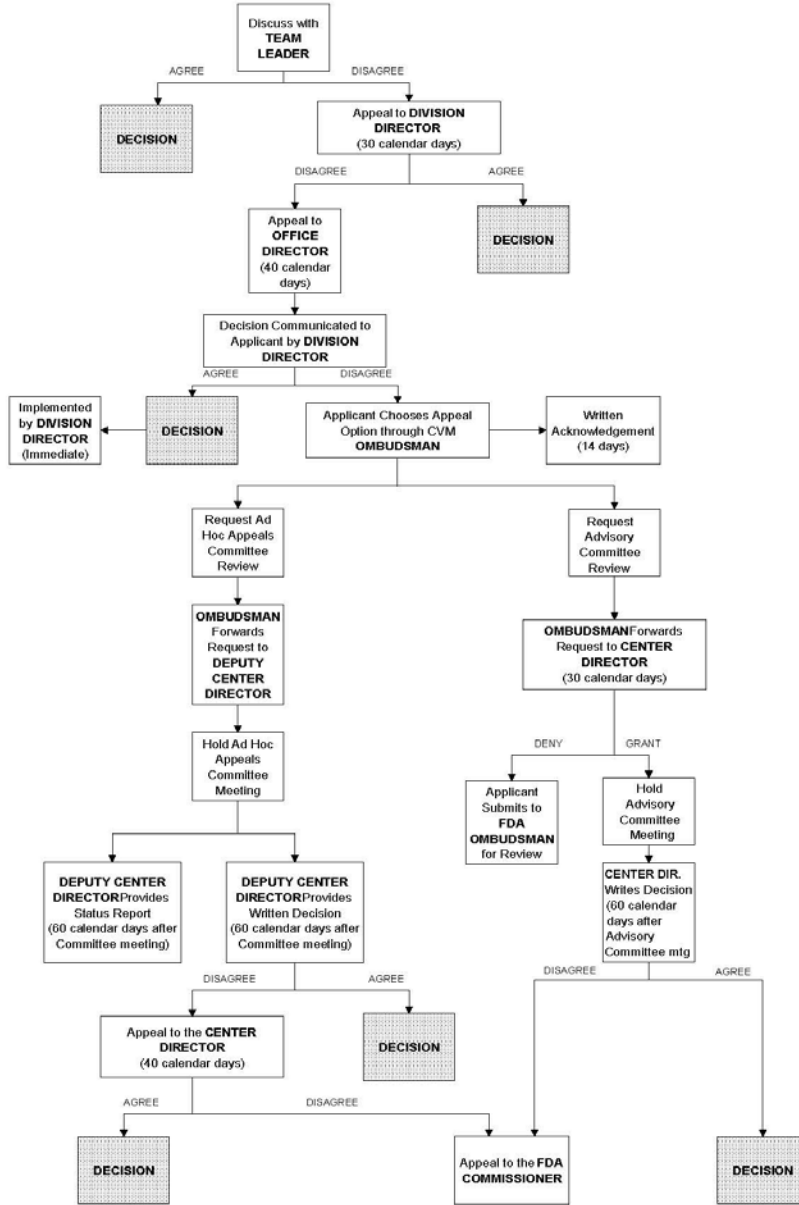 Discuss with
TEAM
LEADER
AGREE
DISAGREE
DECISION
Appeal to DIVISION
DIRECTOR
(30 calendar days)
DISAGREE
AGREE
Appeal to
OFFICE
DIRECTOR
(40 calendar
days)
DECISION
Decision Communicated to
Applicant by DIVISION
DIRECTOR
AGREE
DISAGREE
Implemented
by DIVISION
DIRECTOR
(Immediate)
DECISION
Applicant Chooses Appeal
Option through CVM
OMBUDSMAN
Written
Acknowledgement
(14 days)
Request Ad
Hoc Appeals
Committee
Review
Request
Advisory
Committee
Review
OMBUDSMAN
Forwards
Request to
DEPUTY
CENTER
DIRECTOR
OMBUDSMANForwards
Request to CENTER
DIRECTOR
(30 calendar days)
Hold Ad Hoc
Appeals
Committee
Meeting
DENY
GRANT
Applicant
Submits to
FDA
OMBUDSMAN
for Review
Hold
Advisory
Committee
Meeting
DEPUTY CENTER
DIRECTORProvides
Status Report
(60 calendar days after
Committee meeting)
DEPUTY CENTER
DIRECTORProvides
Written Decision
(60 calendar days after
Committee meeting)
CENTER DIR.
Writes Decision
(60 calendar
days after
Advisory
Committee mtg
DISAGREE
AGREE
DISAGREE
AGREE
Appeal to the CENTER
DIRECTOR
(40 calendar days)
DECISION
AGREE
DISAGREE
DECISION
Appeal to the FDA
COMMISSIONER
DECISION